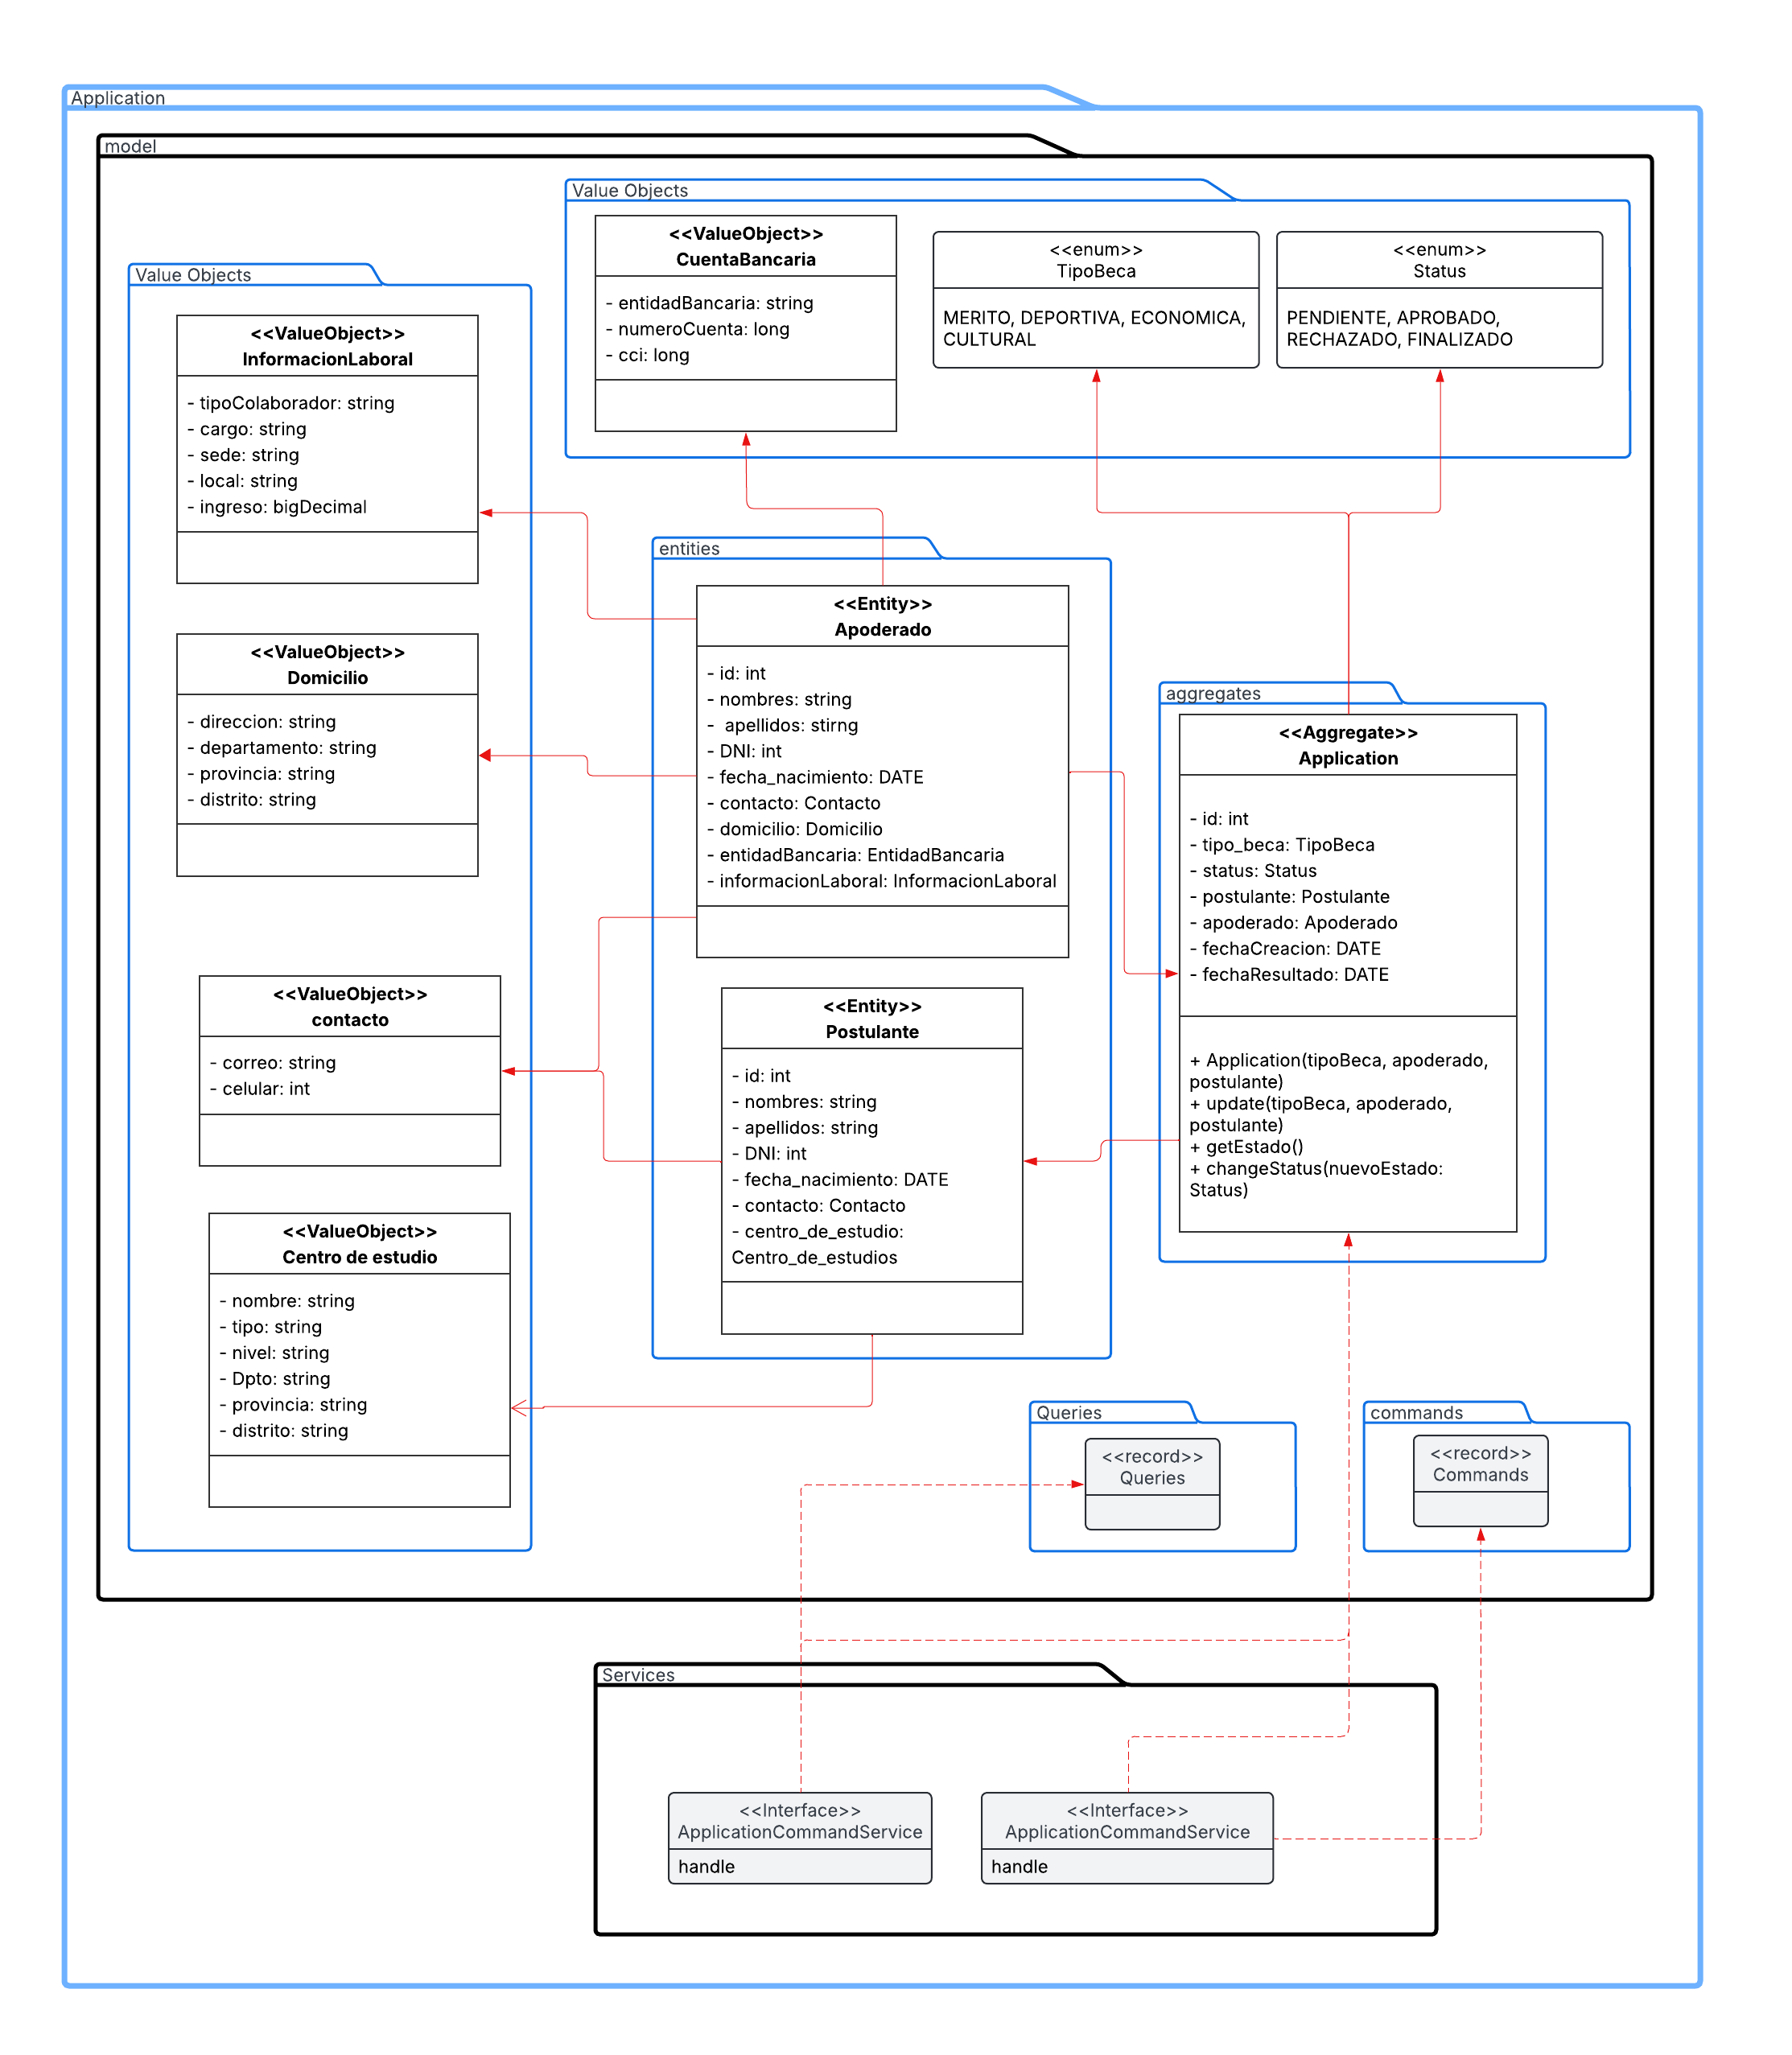 Application
model
Value Objects
<<ValueObject>>
CuentaBancaria
- entidadBancaria: string
- numeroCuenta: long
- cci: long
<<enum>>
TipoBeca
MERITO, DEPORTIVA, ECONOMICA,
CULTURAL
<<enum>>
Status
PENDIENTE, APROBADO,
RECHAZADO, FINALIZADO
Value Objects
<<ValueObject>>
InformacionLaboral
- tipoColaborador: string
- cargo: string
- sede: string
- local: string
- ingreso: bigDecimal
<<ValueObject>>
Domicilio
- direccion: string
- departamento: string
- provincia: string
- distrito: string
<<ValueObject>>
contacto
- correo: string
- celular: int
<<ValueObject>>
Centro de estudio
- nombre: string
- tipo: string
- nivel: string
- Dpto: string
- provincia: string
- distrito: string
entities
<<Entity>>
Apoderado
- id: int
- nombres: string
-  apellidos: stirng
- DNI: int
- fecha_nacimiento: DATE
- contacto: Contacto
- domicilio: Domicilio
- entidadBancaria: EntidadBancaria
- informacionLaboral: InformacionLaboral
<<Entity>>
Postulante
- id: int
- nombres: string
- apellidos: string
- DNI: int
- fecha_nacimiento: DATE
- contacto: Contacto
- centro_de_estudio:
Centro_de_estudios
aggregates
<<Aggregate>>
Application
- id: int
- tipo_beca: TipoBeca
- status: Status
- postulante: Postulante
- apoderado: Apoderado
- fechaCreacion: DATE
- fechaResultado: DATE
+ Application(tipoBeca, apoderado,
postulante)
+ update(tipoBeca, apoderado,
postulante)
+ getEstado()
+ changeStatus(nuevoEstado:
Status)
Queries
<<record>>
Queries
commands
<<record>>
Commands
Services
<<Interface>>
ApplicationCommandService
handle
<<Interface>>
ApplicationCommandService
handle